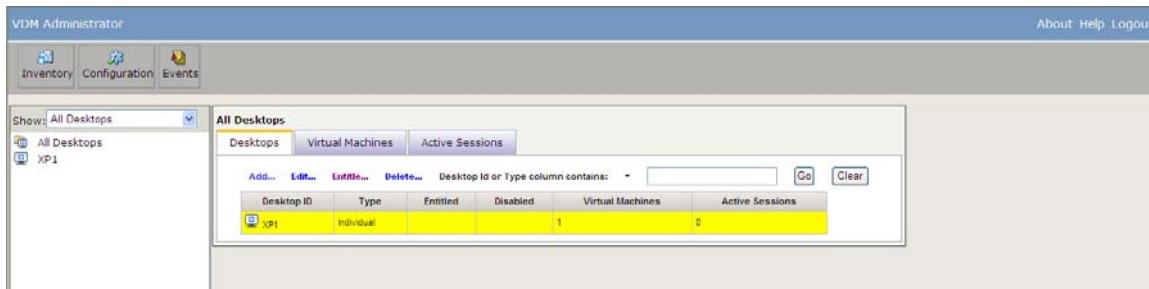 VDM Administrator
About Help Logout
Inventory Configuration Events
Show: All Desktops
All Desktops
XP1
All Desktops
Desktops Virtual Machines Active Sessions
Add... Edit... Entitle... Delete... Desktop Id or Type column contains: Go Clear
Desktop ID Type Entitled Disabled Virtual Machines Active Sessions
XP1 Individual 1 0